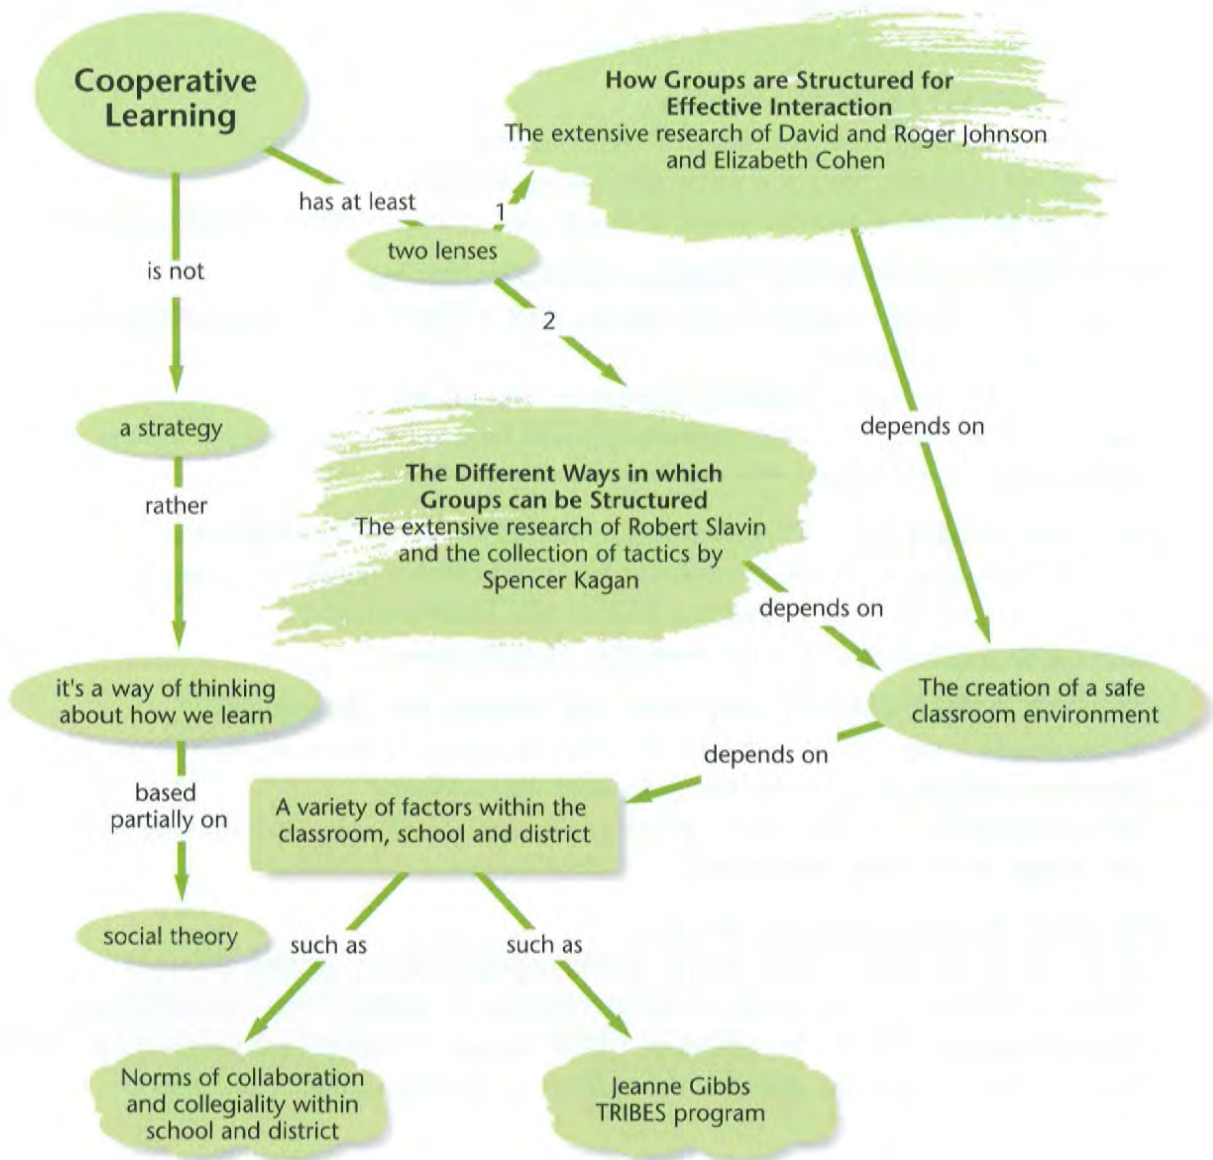 Cooperative
Learning
How Groups are Structured for
Effective Interaction
The extensive research of David and Roger Johnson
and Elizabeth Cohen
has at least
1
two lenses
is not
2
a strategy
depends on
The Different Ways in which
Groups can be Structured
The extensive research of Robert Slavin
and the collection of tactics by
Spencer Kagan
rather
depends on
it's a way of thinking
about how we learn
The creation of a safe
classroom environment
depends on
based
partially on
A variety of factors within the
classroom, school and district
social theory
such as
such as
Norms of collaboration
and collegiality within
school and district
Jeanne Gibbs
TRIBES program